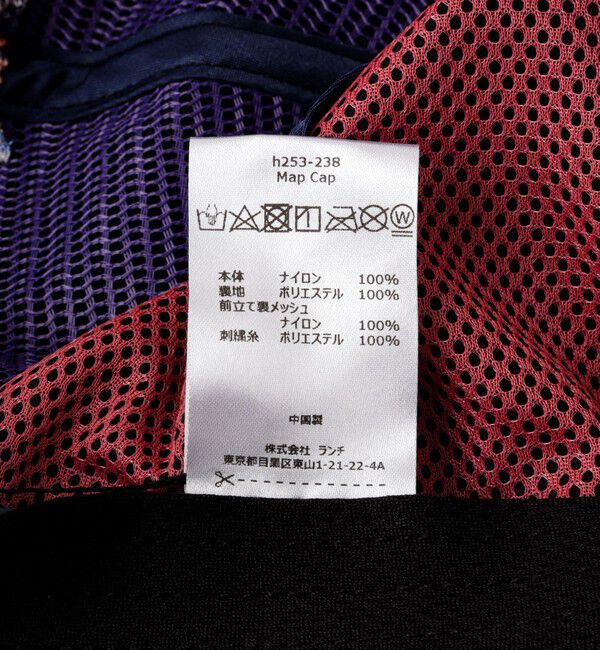 h253-238
Map Cap
W
本体 ナイロン 100%
裏地 ポリエステル 100%
前立て裏メッシュ
ナイロン 100%
刺繍糸 ポリエステル 100%
中国製
株式会社 ランチ
東京都目黒区東山1-21-22-4A